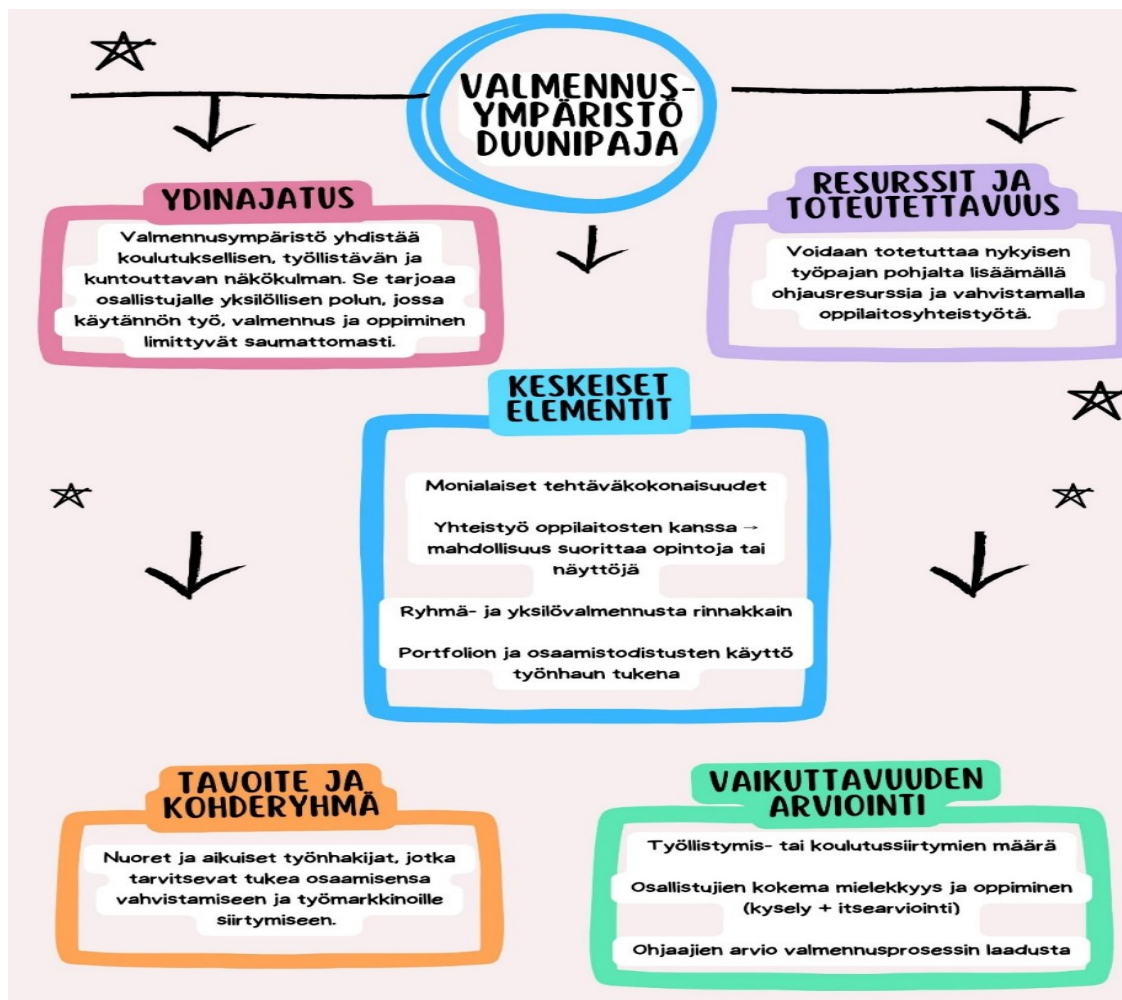 VALMENNUS-
YMPÄRISTÖ
DUUNIPAJA
YDINAJATUS
Valmennusympäristö yhdistää
koulutuksellisen, työllistävän ja
kuntouttavan näkökulman. Se tarjoaa
osallistujalle yksilöllisen polun, jossa
käytännön työ, valmennus ja oppiminen
limittyvät saumattomasti.
RESURSSIT JA
TOTEUTETTAVUUS
Voidaan totetuttaa nykyisen
työpajan pohjalta lisäämällä
ohjausresurssia ja vahvistamalla
oppilaitosyhteistyötä.
KESKEISET
ELEMENTIT
Monialaiset tehtäväkokonaisuudet
Yhteistyö oppilaitosten kanssa →
mahdollisuus suorittaa opintoja tai
näyttöjä
Ryhmä- ja yksilövalmennusta rinnakkain
Portfolion ja osaamistodistusten käyttö
työnhaun tukena
TAVOITE JA
KOHDERYHMÄ
Nuoret ja aikuiset työnhakijat, jotka
tarvitsevat tukea osaamisensa
vahvistamiseen ja työmarkkinoille
siirtymiseen.
VAIKUTTAVUUDEN
ARVIOINTI
Työllistymis- tai koulutussiirtymien määrä
Osallistujien kokema mielekkyys ja oppiminen
(kysely + itsearviointi)
Ohjaajien arvio valmennusprosessin laadusta